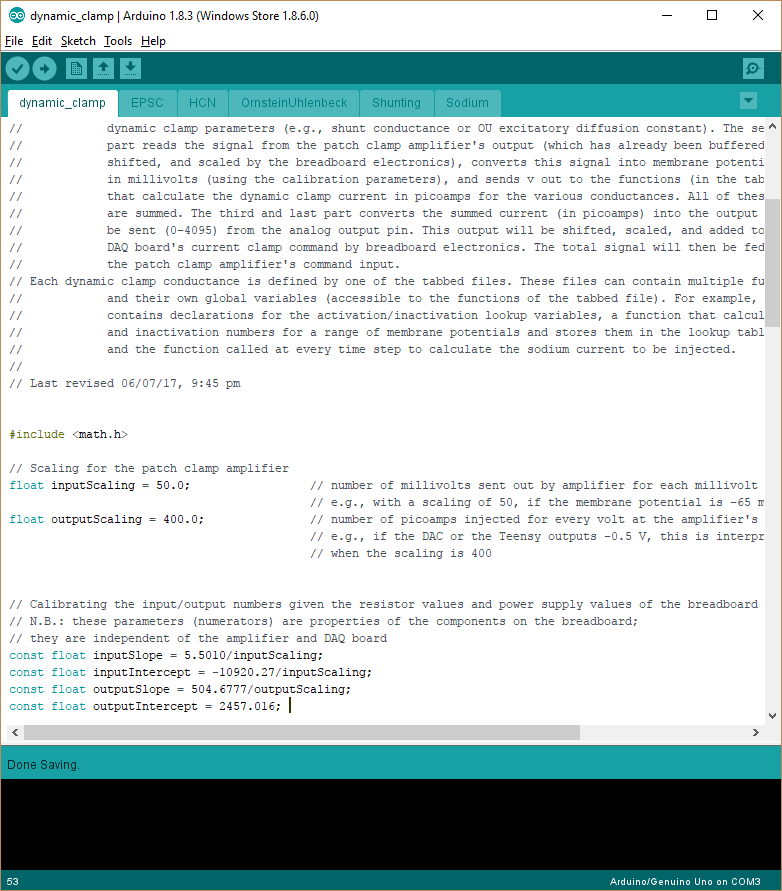 dynamic_clamp | Arduino 1.8.3 (Windows Store 1.8.6.0)
File Edit Sketch Tools Help
dynamic_clamp EPSC HCN OrnsteinUhlenbeck Shunting Sodium
// dynamic clamp parameters (e.g., shunt conductance or OU excitatory diffusion constant). The se
// part reads the signal from the patch clamp amplifier's output (which has already been buffered
// shifted, and scaled by the breadboard electronics), converts this signal into membrane potenti
// in millivolts (using the calibration parameters), and sends v out to the functions (in the tab
// that calculate the dynamic clamp current in picoamps for the various conductances. All of thes
// are summed. The third and last part converts the summed current (in picoamps) into the output
// be sent (0-4095) from the analog output pin. This output will be shifted, scaled, and added to
// DAQ board's current clamp command by breadboard electronics. The total signal will then be fed
// the patch clamp amplifier's command input.
// Each dynamic clamp conductance is defined by one of the tabbed files. These files can contain multiple fu
// and their own global variables (accessible to the functions of the tabbed file). For example,
// contains declarations for the activation/inactivation lookup variables, a function that calcul
// and inactivation numbers for a range of membrane potentials and stores them in the lookup tabl
// and the function called at every time step to calculate the sodium current to be injected.
//
// Last revised 06/07/17, 9:45 pm
#include <math.h>
// Scaling for the patch clamp amplifier
float inputScaling = 50.0; // number of millivolts sent out by amplifier for each millivolt
// e.g., with a scaling of 50, if the membrane potential is -65 m
float outputScaling = 400.0; // number of picoamps injected for every volt at the amplifier's
// e.g., if the DAC or the Teensy outputs -0.5 V, this is interpr
// when the scaling is 400
// Calibrating the input/output numbers given the resistor values and power supply values of the breadboard
// N.B.: these parameters (numerators) are properties of the components on the breadboard;
// they are independent of the amplifier and DAQ board
const float inputSlope = 5.5010/inputScaling;
const float inputIntercept = -10920.27/inputScaling;
const float outputSlope = 504.6777/outputScaling;
const float outputIntercept = 2457.016;
Done Saving.
53 Arduino/Genuino Uno on COM3